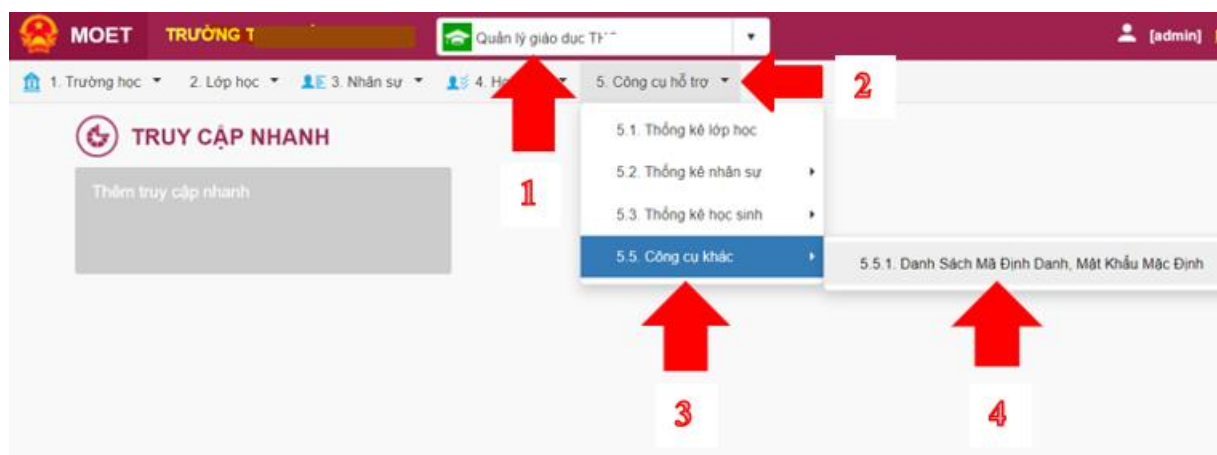 MOET TRƯỜNG T Quản lý giáo dục [admin]
1. Trường học 2. Lớp học 3. Nhân sự 4. 5. Công cụ hỗ trợ 2
TRUY CẬP NHANH
Thêm truy cập nhanh
1
5.1. Thống kê lớp học
5.2. Thống kê nhân sự
5.3. Thống kê học sinh
5.5. Công cụ khác
5.5.1. Danh Sách Mã Định Danh, Mật Khẩu Mặc Định
3 4